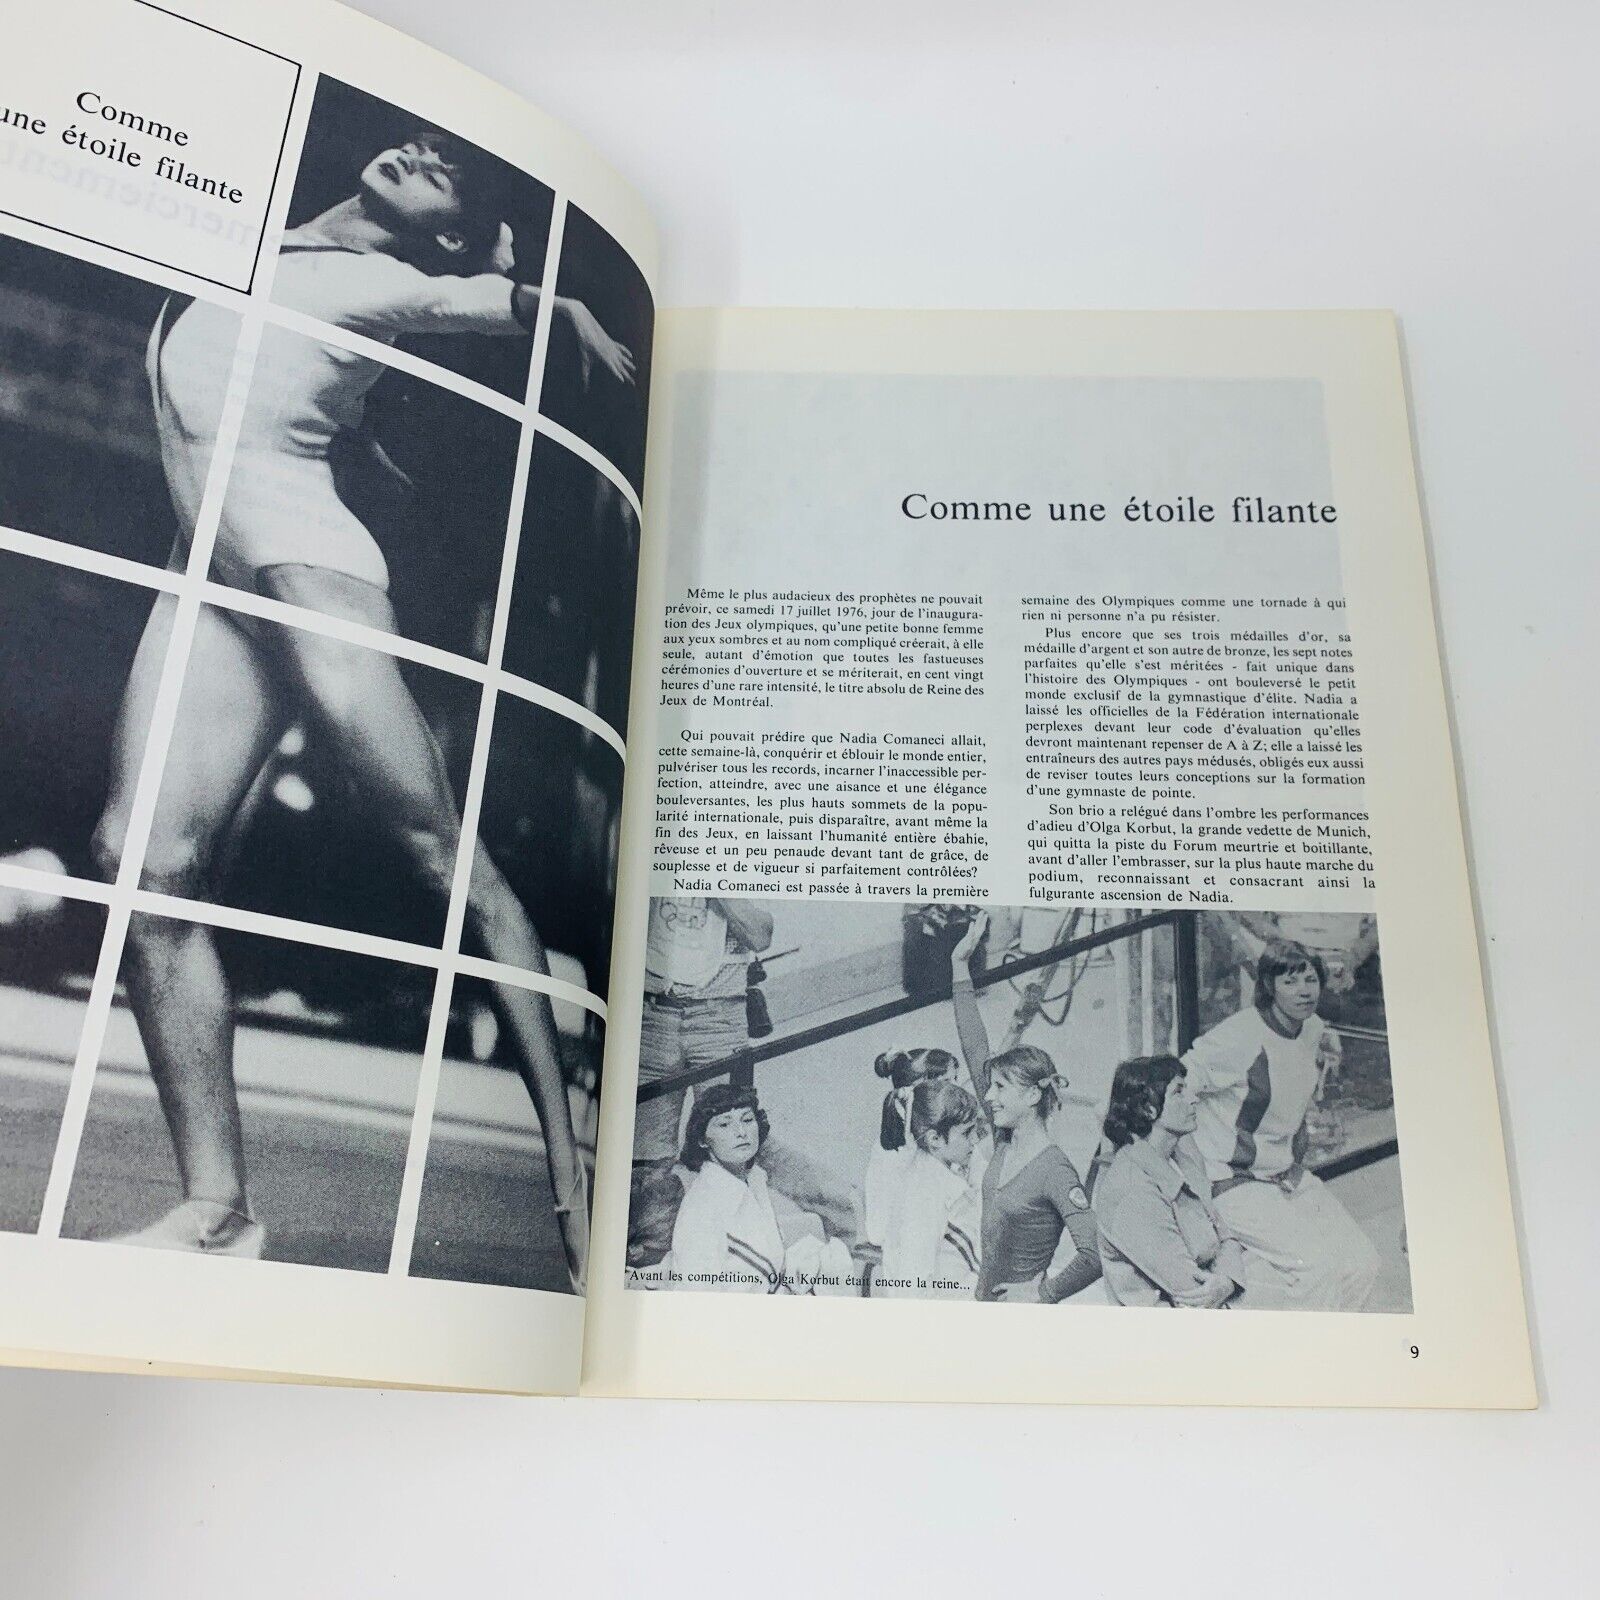 Comme
une étoile filante
Comme une étoile filante
Même le plus audacieux des prophètes ne pouvait
prévoir, ce samedi 17 juillet 1976, jour de l'inaugura-
tion des Jeux olympiques, qu'une petite bonne femme
aux yeux sombres et au nom compliqué créerait, à elle
seule, autant d'émotion que toutes les fastueuses
cérémonies d'ouverture et se mériterait, en cent vingt
heures d'une rare intensité, le titre absolu de Reine des
Jeux de Montréal.
Qui pouvait prédire que Nadia Comaneci allait,
cette semaine-là, conquérir et éblouir le monde entier,
pulvériser tous les records, incarner l'inaccessible per-
fection, atteindre, avec une aisance et une élégance
bouleversantes, les plus hauts sommets de la popu-
larité internationale, puis disparaître, avant même la
fin des Jeux, en laissant l'humanité entière ébahie,
rêveuse et un peu penaude devant tant de grâce, de
souplesse et de vigueur si parfaitement contrôlées?
Nadia Comaneci est passée à travers la première
semaine des Olympiques comme une tornade à qui
rien ni personne n'a pu résister.
Plus encore que ses trois médailles d'or, sa
médaille d'argent et son autre de bronze, les sept notes
parfaites qu'elle s'est méritées - fait unique dans
l'histoire des Olympiques - ont bouleversé le petit
monde exclusif de la gymnastique d'élite. Nadia a
laissé les officielles de la Fédération internationale
perplexes devant leur code d'évaluation qu'elles
devront maintenant repenser de A à Z; elle a laissé les
entraîneurs des autres pays médusés, obligés eux aussi
de reviser toutes leurs conceptions sur la formation
d'une gymnaste de pointe.
Son brio a relégué dans l'ombre les performances
d'adieu d'Olga Korbut, la grande vedette de Munich,
qui quitta la piste du Forum meurtrie et boitillante,
avant d'aller l'embrasser, sur la plus haute marche du
podium, reconnaissant et consacrant ainsi la
fulgurante ascension de Nadia.
Avant les compétitions, Olga Korbut était encore la reine...
9